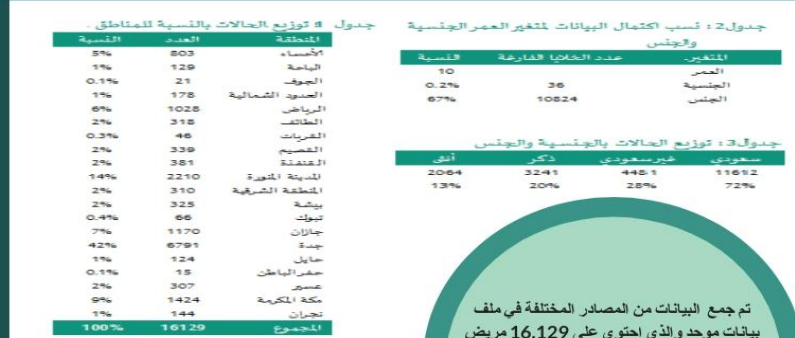 جدول 1: توزيع الحالات بالنسبة للمناطق.
المنطقة العدد النسبة
الأحساء 803 5%
الباحة 129 1%
الجوف 21 0.1%
الحدود الشمالية 178 1%
الرياض 1028 6%
الطائف 318 2%
القريات 46 0.3%
القصيم 339 2%
القنفذة 381 2%
المدينة المنورة 2210 14%
المنطقة الشرقية 310 2%
بيشة 325 2%
تبوك 66 0.4%
جازان 1170 7%
جدة 6791 42%
حايل 124 1%
حفر الباطن 15 0.1%
عسير 307 2%
مكة المكرمة 1424 9%
نجران 144 1%
المجموع 16129 100%
جدول2: نسب اكتمال البيانات لمتغير العمر الجنسية
والجنس
المتغير. عدد الخلايا الفارغة النسبة
العمر 10
الجنسية 36 0.2%
الجنس 10824 67%
جدول3: توزيع الحالات بالجنسية والجنس
سعودي غيرسعودي ذكر أنثى
11612 4481 3241 2064
72% 28% 20% 13%
تم جمع البيانات من المصادر المختلفة في ملف
بيانات موحد والذي احتوى على 16,129 مريض